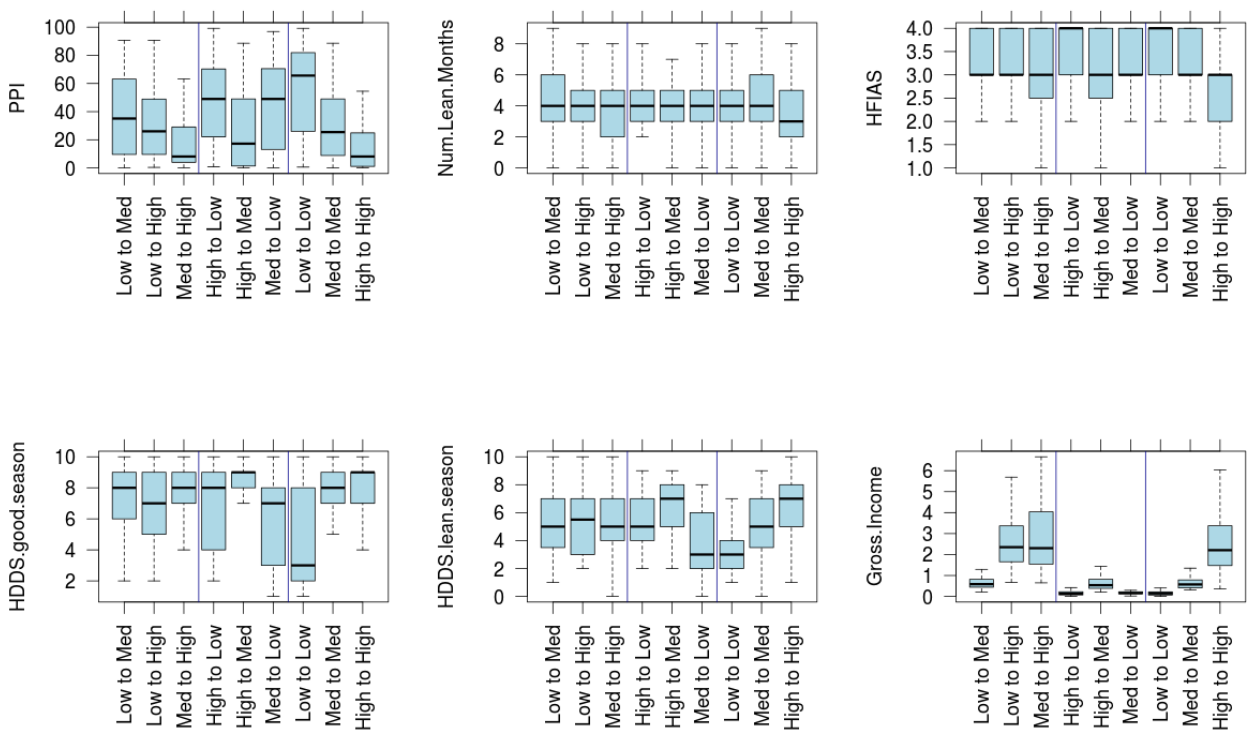 PPI
100
80
60
40
20
0
Low to Med
Low to High
Med to High
High to Low
High to Med
Med to Low
Low to Low
Med to Med
High to High
Num.Lean.Months
8
6
4
2
0
Low to Med
Low to High
Med to High
High to Low
High to Med
Med to Low
Low to Low
Med to Med
High to High
HFIAS
4.0
3.5
3.0
2.5
2.0
1.5
1.0
Low to Med
Low to High
Med to High
High to Low
High to Med
Med to Low
Low to Low
Med to Med
High to High
HDDS.good.season
10
8
6
4
2
Low to Med
Low to High
Med to High
High to Low
High to Med
Med to Low
Low to Low
Med to Med
High to High
HDDS.lean.season
10
8
6
4
2
0
Low to Med
Low to High
Med to High
High to Low
High to Med
Med to Low
Low to Low
Med to Med
High to High
Gross.Income
6
5
4
3
2
1
0
Low to Med
Low to High
Med to High
High to Low
High to Med
Med to Low
Low to Low
Med to Med
High to High